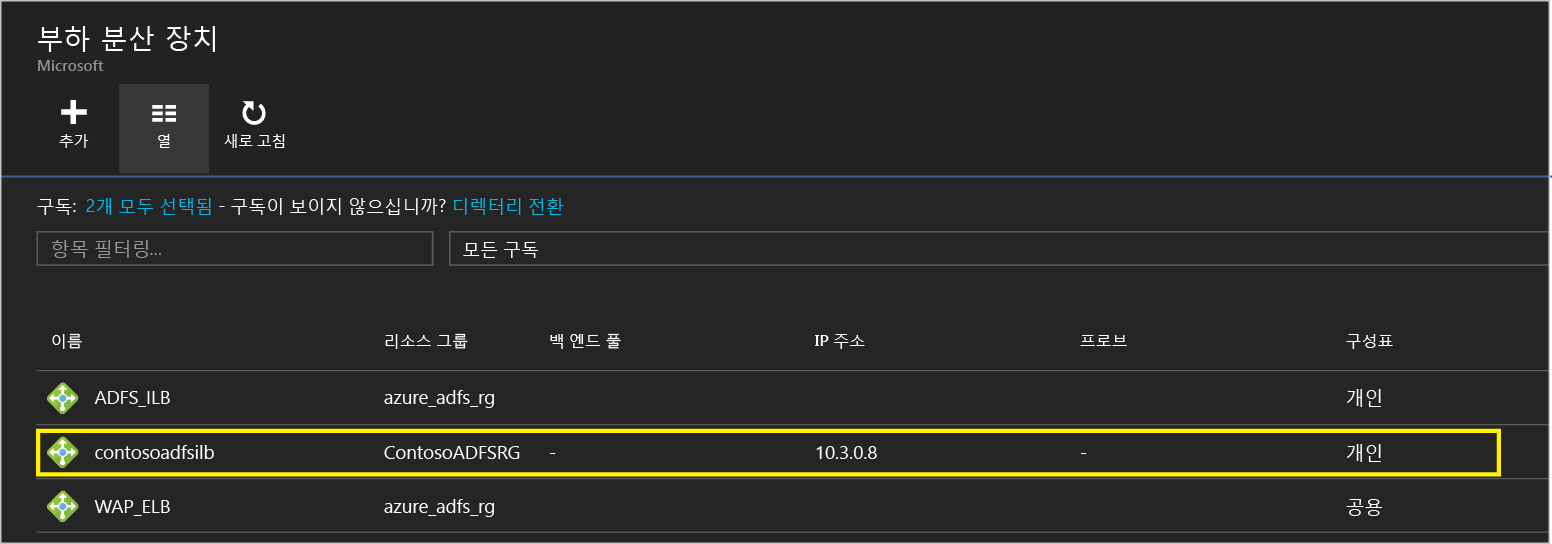 부하 분산 장치
Microsoft
추가 열 새로 고침
구독: 2개 모두 선택됨 - 구독이 보이지 않으십니까? 디렉터리 전환
항목 필터링... 모든 구독
이름 리소스 그룹 백 엔드 풀 IP 주소 프로브 구성표
ADFS_ILB azure_adfs_rg 개인
contosoadfsilb ContosoADFSRG - 10.3.0.8 - 개인
WAP_ELB azure_adfs_rg 공용